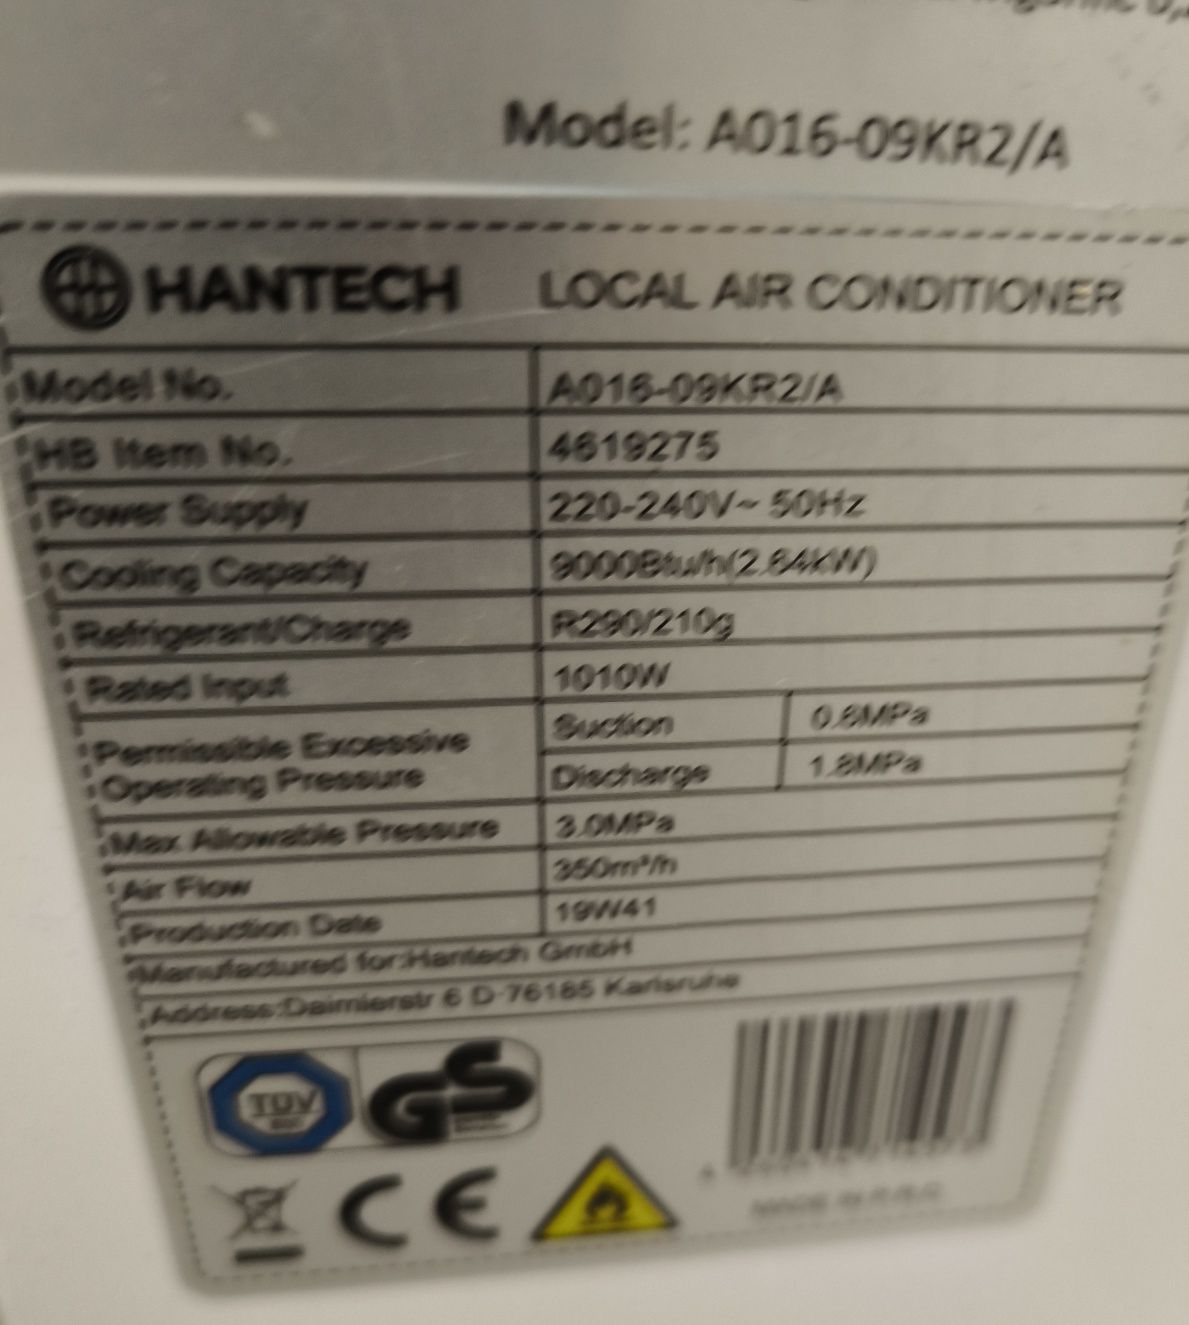 Model: A016-09KR2/A
HANTECH LOCAL AIR CONDITIONER
Model No. A016-09KR2/A
HB Item No. 4619275
Power Supply 220-240V~ 50Hz
Cooling Capacity 9000Btu/h(2.64kW)
Refrigerant/Charge R290/210g
Rated Input 1010W
Permissible Excessive Operating Pressure Suction 0.6MPa
Discharge 1.8MPa
Max Allowable Pressure 3.0MPa
Air Flow 350m³/h
Production Date 19W41
Manufactured for:Hantech GmbH
Address:Daimlerstr 6 D-76185 Karlsruhe
TÜV
GS
CE